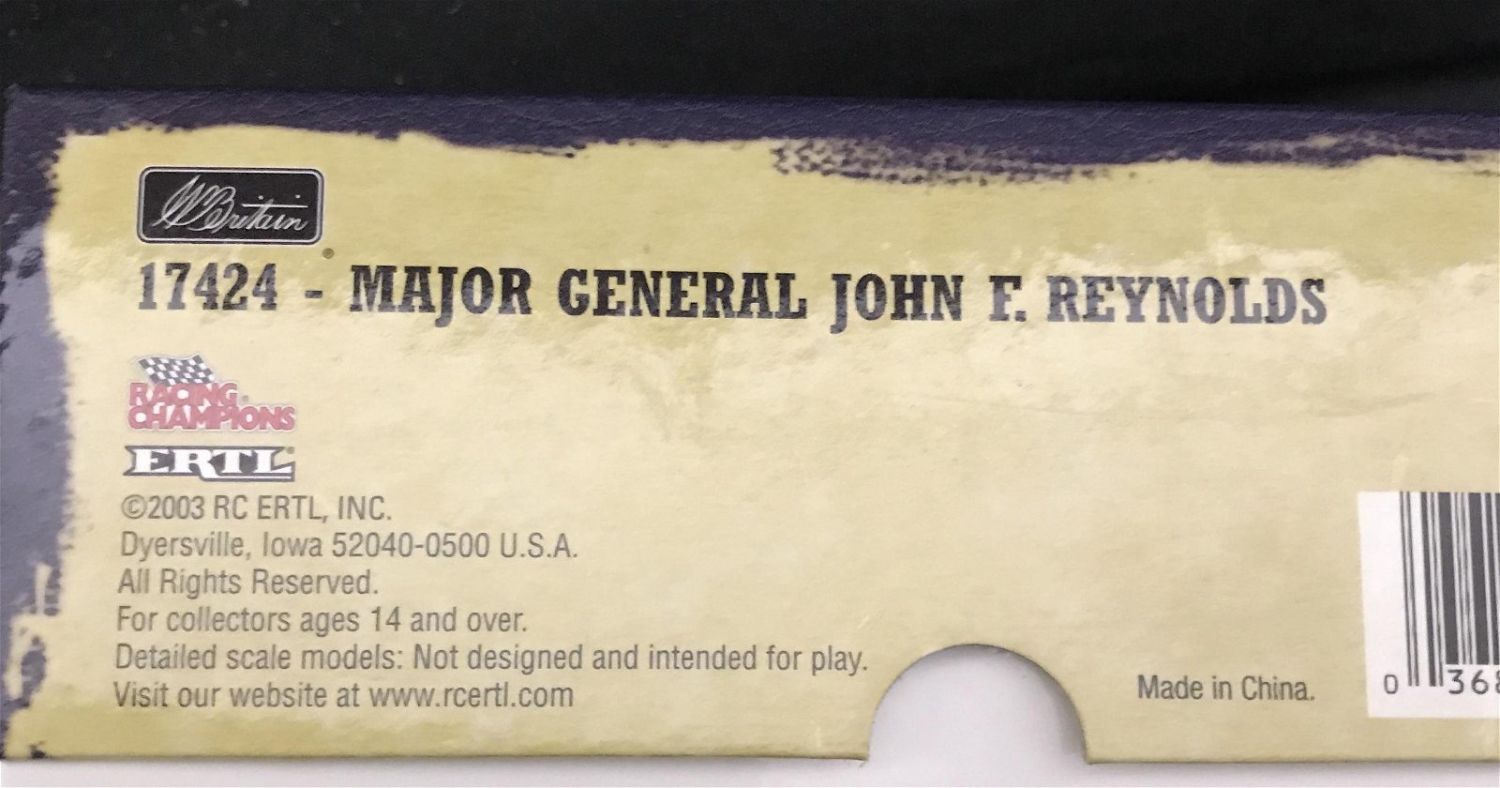 W Britain
17424 - MAJOR GENERAL JOHN F. REYNOLDS
RACING
CHAMPIONS
ERTL
©2003 RC ERTL, INC.
Dyersville, Iowa 52040-0500 U.S.A.
All Rights Reserved.
For collectors ages 14 and over.
Detailed scale models: Not designed and intended for play.
Visit our website at www.rcertl.com
Made in China.
0 368